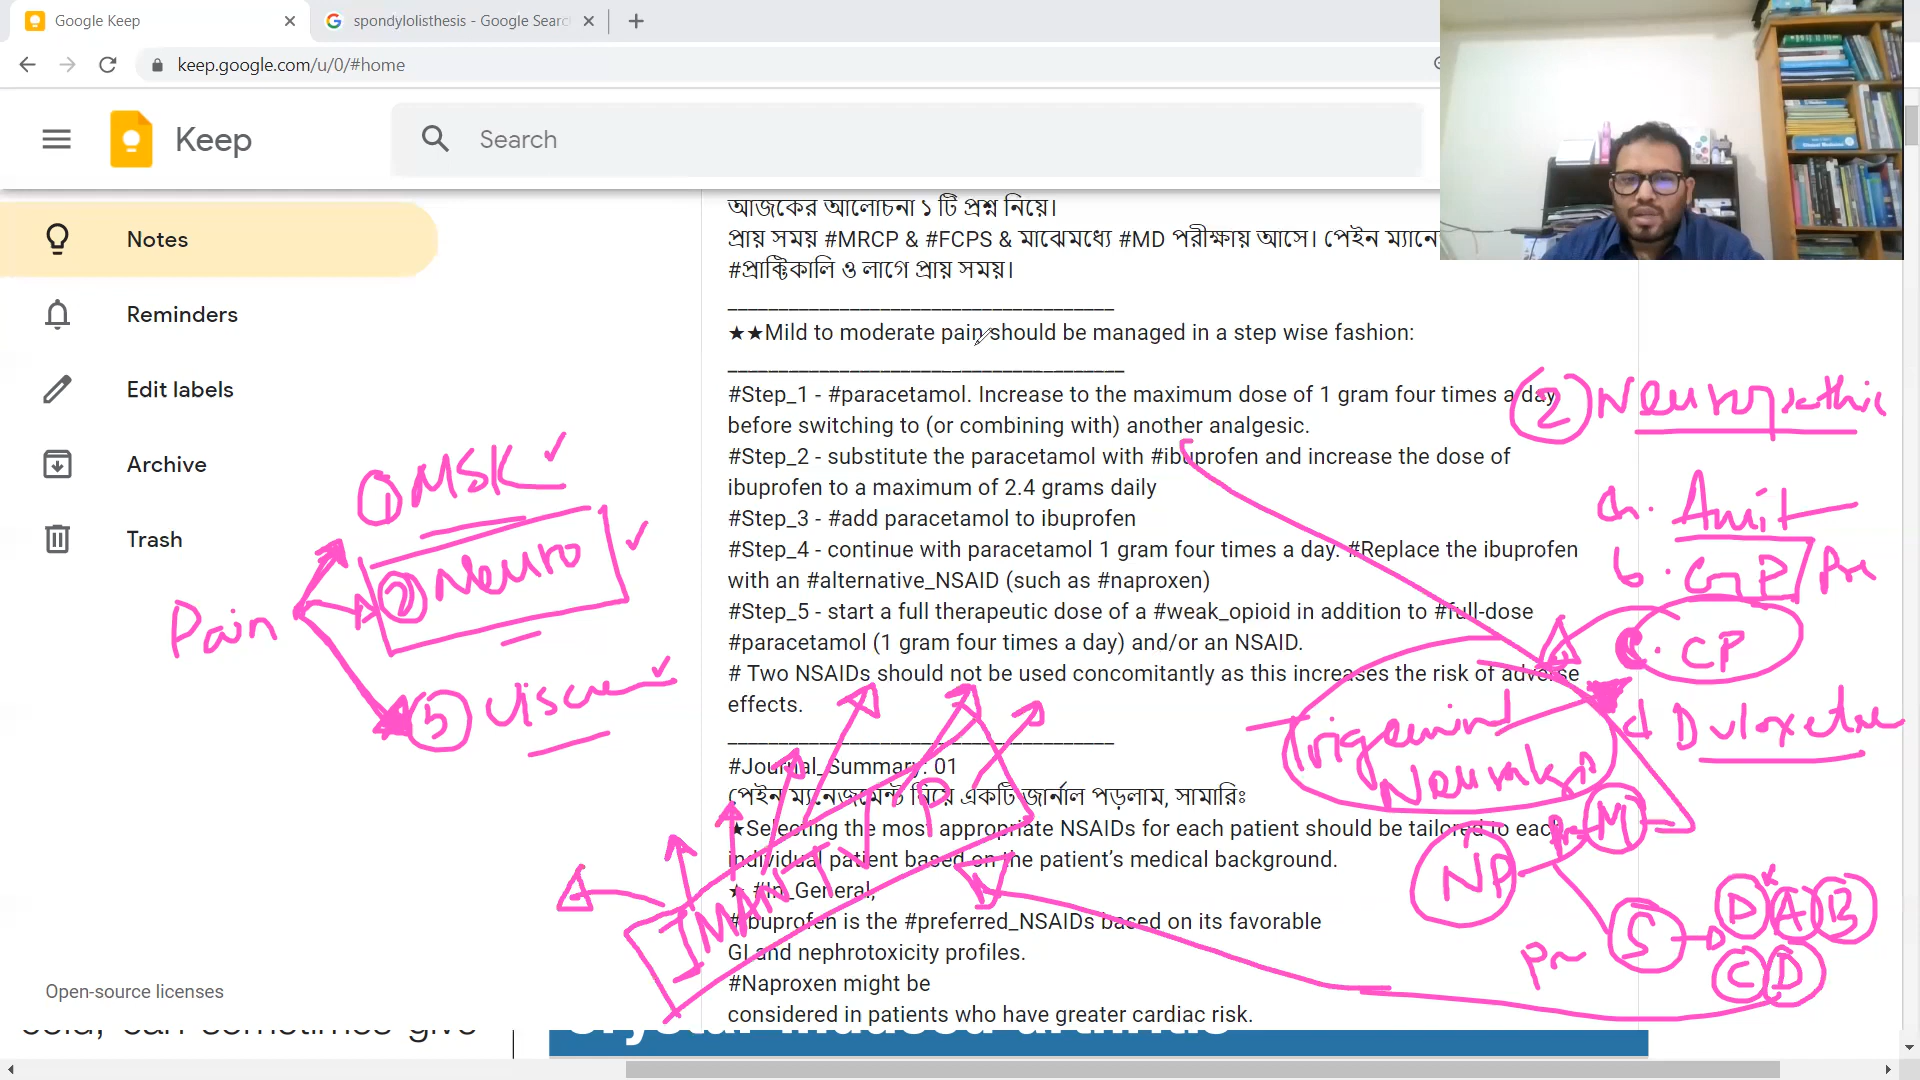 Google Keep
spondylolisthesis - Google Searc
keep.google.com/u/0/#home
Keep
Search
Notes
Reminders
Edit labels
Archive
Trash
Open-source licenses
আজকের আলোচনা ১ টি প্রশ্ন নিয়ে।
প্রায় সময় #MRCP & #FCPS & মাঝেমধ্যে #MD পরীক্ষায় আসে। পেইন ম্যানে
#প্রাক্টিকালি ও লাগে প্রায় সময়।
★★Mild to moderate pain should be managed in a step wise fashion:
#Step_1 - #paracetamol. Increase to the maximum dose of 1 gram four times a day
before switching to (or combining with) another analgesic.
#Step_2 - substitute the paracetamol with #ibuprofen and increase the dose of
ibuprofen to a maximum of 2.4 grams daily
#Step_3 - #add paracetamol to ibuprofen
#Step_4 - continue with paracetamol 1 gram four times a day. #Replace the ibuprofen
with an #alternative_NSAID (such as #naproxen)
#Step_5 - start a full therapeutic dose of a #weak_opioid in addition to #full-dose
#paracetamol (1 gram four times a day) and/or an NSAID.
# Two NSAIDs should not be used concomitantly as this increases the risk of adverse
effects.
#Journal_Summary: 01
পেইন ম্যানেজমেন্ট নিয়ে একটি জার্নাল পড়লাম, সামারিঃ
★Selecting the most appropriate NSAIDs for each patient should be tailored to each
individual patient based on the patient's medical background.
★ #In_General,
#Ibuprofen is the #preferred_NSAIDs based on its favorable
GI and nephrotoxicity profiles.
#Naproxen might be
considered in patients who have greater cardiac risk.
Pain
① MSK
② Neuro
③
IMANTVP
② Neuropathic
a. Amit
b. GP / Pre
c. CP
d Duloxetine
Trigeminal
Neuralgia
NP
M
S
D A B
C D